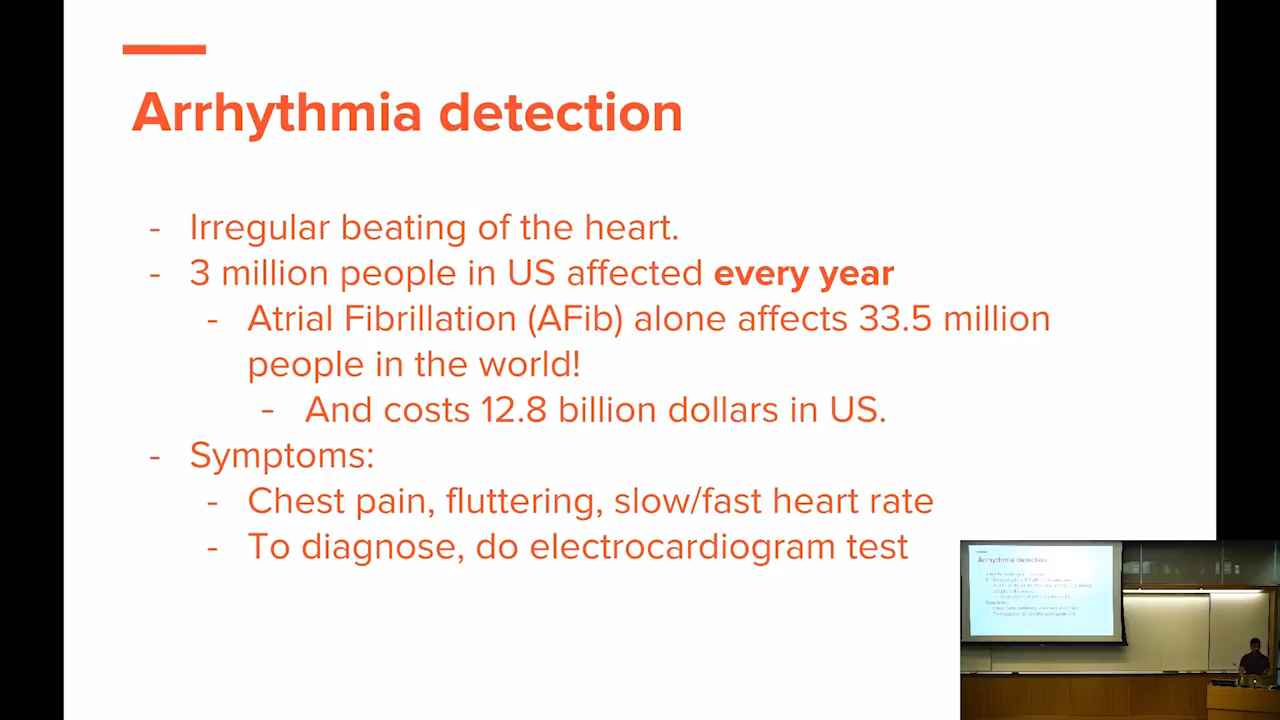 Arrhythmia detection
- Irregular beating of the heart.
- 3 million people in US affected every year
- Atrial Fibrillation (AFib) alone affects 33.5 million
people in the world!
- And costs 12.8 billion dollars in US.
- Symptoms:
- Chest pain, fluttering, slow/fast heart rate
- To diagnose, do electrocardiogram test
Arrhythmia detection